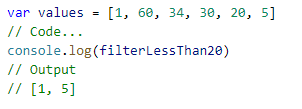 var values = [1, 60, 34, 30, 20, 5]
// Code...
console.log(filterLessThan20)
// Output
// [1, 5]